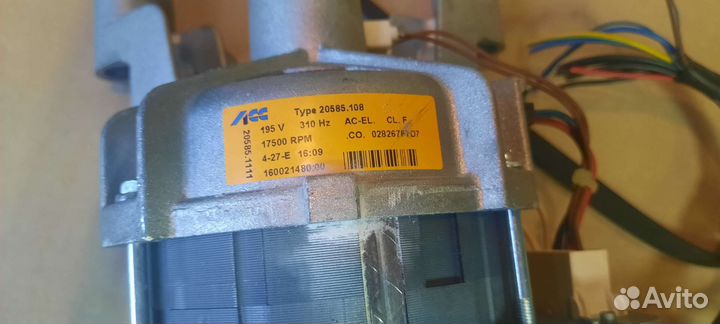 ACC Type 20585.108
195 V 310 Hz AC-EL. CL. F
17500 RPM .CO.
4-27-E 16:09
160021480:00
20585.1111
Avito